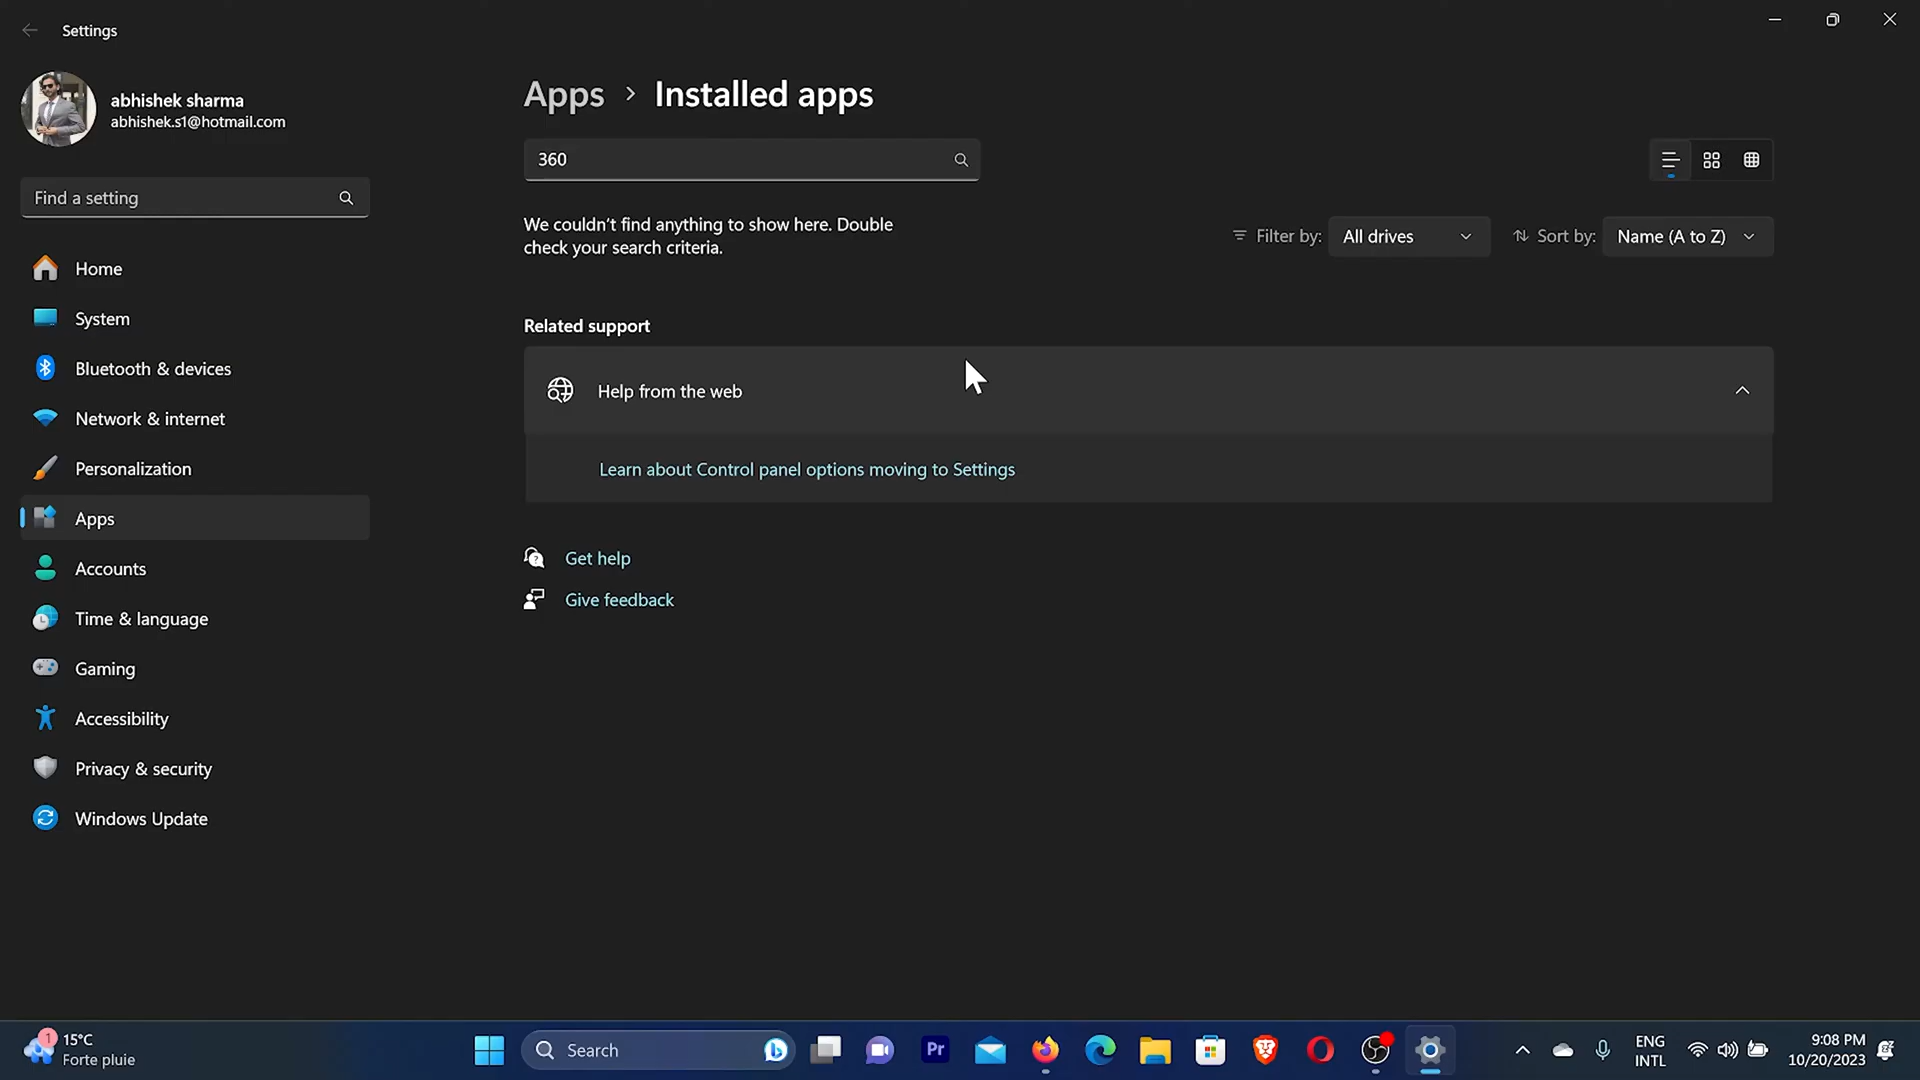 Settings
abhishek sharma
abhishek.s1@hotmail.com
Find a setting
Home
System
Bluetooth & devices
Network & internet
Personalization
Apps
Accounts
Time & language
Gaming
Accessibility
Privacy & security
Windows Update
Apps > Installed apps
360
We couldn't find anything to show here. Double
check your search criteria.
Filter by: All drives
Sort by: Name (A to Z)
Related support
Help from the web
Learn about Control panel options moving to Settings
Get help
Give feedback
1
15°C
Forte pluie
Search
Pr
ENG
INTL
9:08 PM
10/20/2023